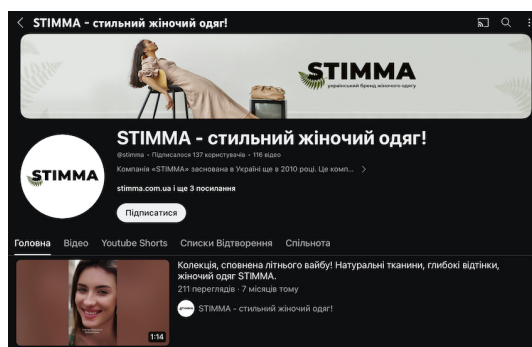 STIMMA - стильний жіночий одяг!
STIMMA
український бренд жіночого одягу
STIMMA
STIMMA - стильний жіночий одяг!
@stimma • Підписалося 137 користувачів • 116 відео
Компанія «STIMMA» заснована в Україні ще в 2010 році. Це комп...
stimma.com.ua і ще 3 посилання
Підписатися
Головна Відео Youtube Shorts Списки Відтворення Спільнота
Колекція, сповнена літнього вайбу! Натуральні тканини, глибокі відтінки,
жіночий одяг STIMMA.
211 переглядів · 7 місяців тому
STIMMA - стильний жіночий одяг!
1:14